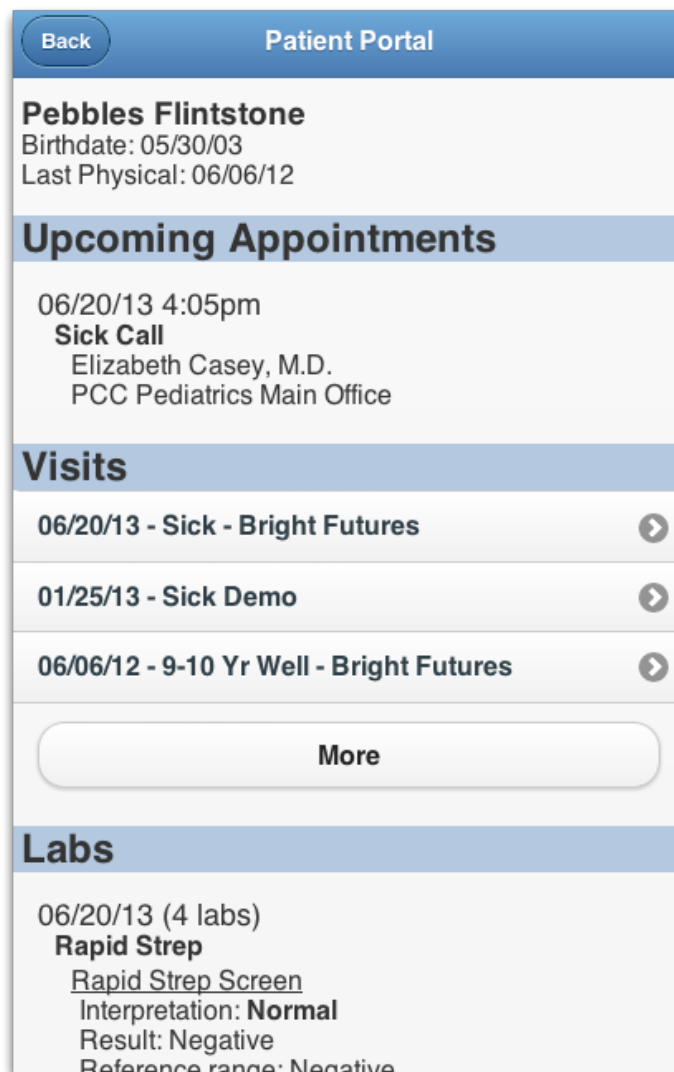 Back
Patient Portal
Pebbles Flintstone
Birthdate: 05/30/03
Last Physical: 06/06/12
Upcoming Appointments
06/20/13 4:05pm
Sick Call
Elizabeth Casey, M.D.
PCC Pediatrics Main Office
Visits
06/20/13 - Sick - Bright Futures
01/25/13 - Sick Demo
06/06/12 - 9-10 Yr Well - Bright Futures
More
Labs
06/20/13 (4 labs)
Rapid Strep
Rapid Strep Screen
Interpretation: Normal
Result: Negative
Reference range: Negative